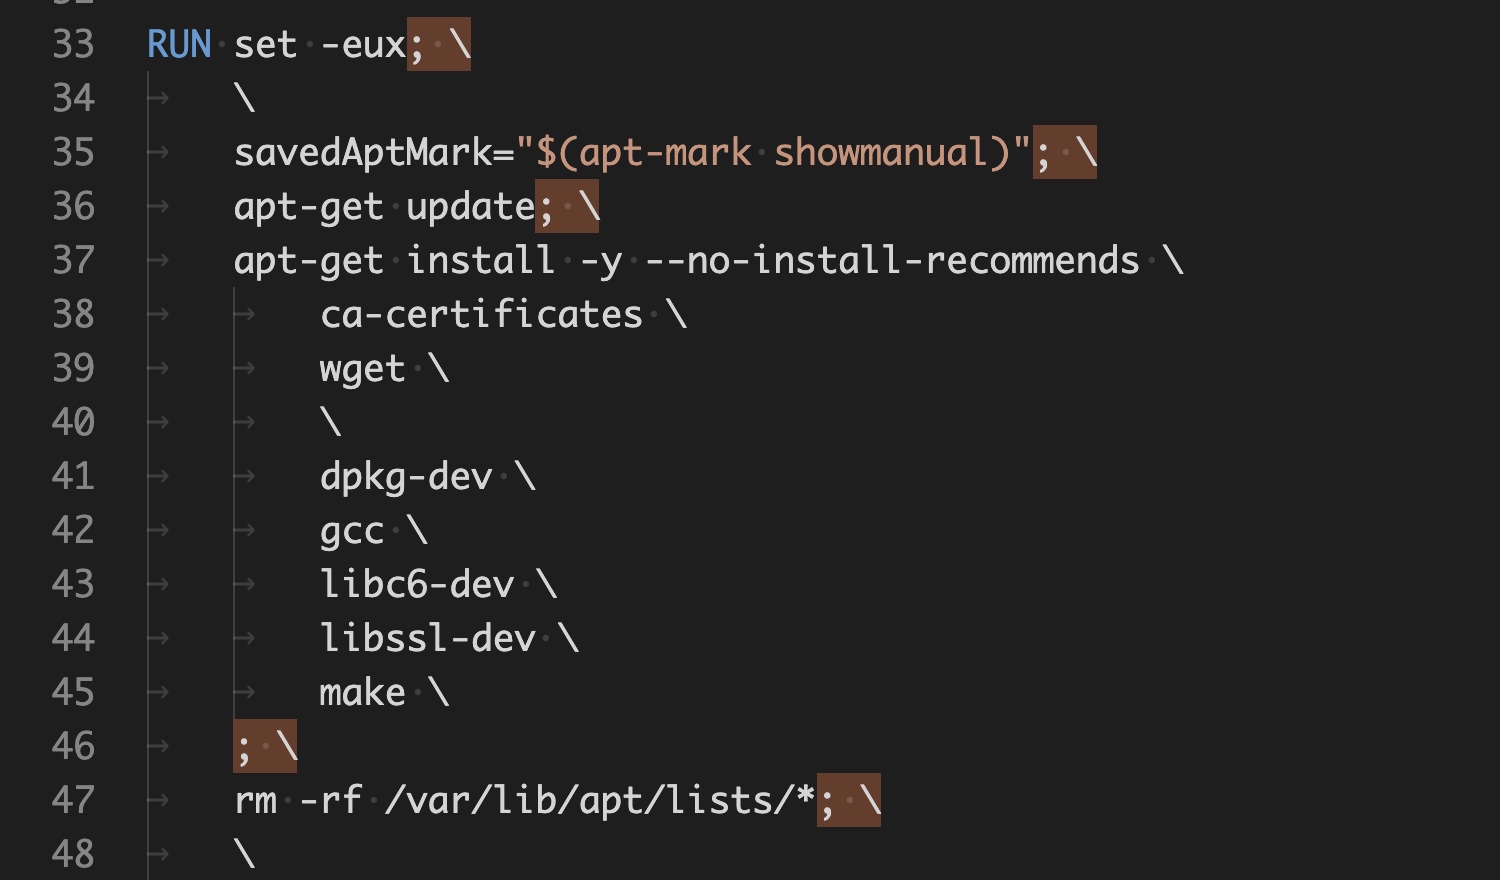 33 RUN set -eux; \
34 \
35 savedAptMark="$(apt-mark showmanual)"; \
36 apt-get update; \
37 apt-get install -y --no-install-recommends \
38 ca-certificates \
39 wget \
40 \
41 dpkg-dev \
42 gcc \
43 libc6-dev \
44 libssl-dev \
45 make \
46 ; \
47 rm -rf /var/lib/apt/lists/*; \
48 \